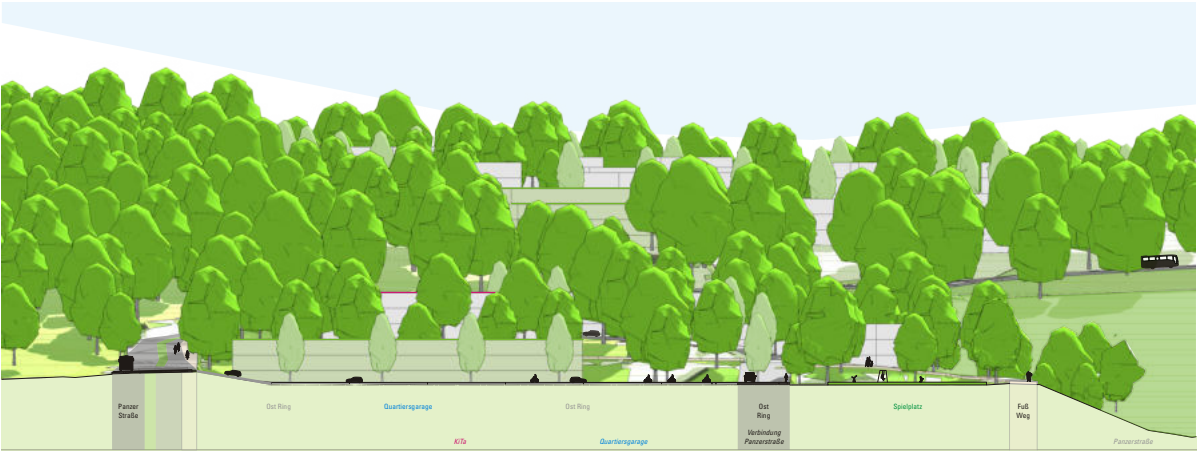 Panzer
Straße
Ost Ring
Quartiersgarage
Ost Ring
Ost
Ring
Spielplatz
Fuß
Weg
KiTa
Quartiersgarage
Verbindung
Panzerstraße
Panzerstraße